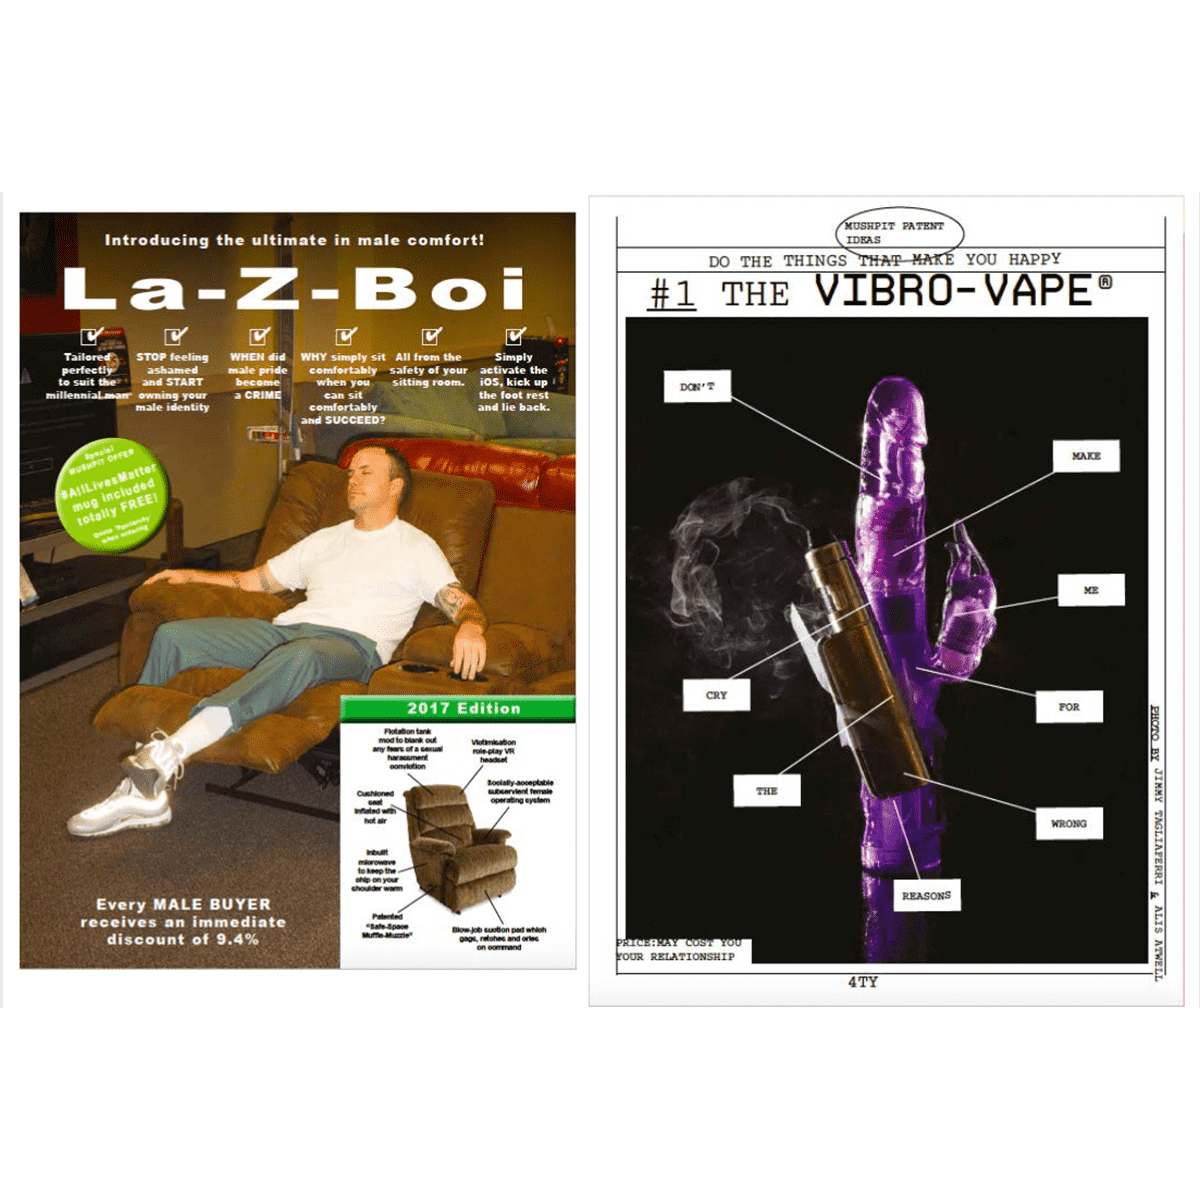 Introducing the ultimate in male comfort!
La-Z-Boi
Tailored
perfectly
to suit the
millennial man
STOP feeling
ashamed
and START
owning your
male identity
WHEN did
male pride
become
a CRIME
WHY simply sit
comfortably
when you
can sit
comfortably
and SUCCEED?
All from the
safety of your
sitting room.
Simply
activate the
iOS, kick up
the foot rest
and lie back.
Special
MUSHPIT OFFER
#AllLivesMatter
mug included
totally FREE!
Quote 'Patriarchy'
when ordering
2017 Edition
Flotation tank
mod to blank out
any fears of a sexual
harassment
conviction
Victimisation
role-play VR
headset
Cushioned
seat
inflated with
hot air
Socially-acceptable
subservient female
operating system
Inbuilt
microwave
to keep the
chip on your
shoulder warm
Patented
"Safe-Space
Muffle-Muzzle"
Blow-job suction pad which
gags, retches and cries
on command
Every MALE BUYER
receives an immediate
discount of 9.4%
MUSHPIT PATENT
IDEAS
DO THE THINGS THAT MAKE YOU HAPPY
#1 THE VIBRO-VAPE®
DON'T
MAKE
ME
CRY
FOR
THE
WRONG
REASONS
PRICE:MAY COST YOU
YOUR RELATIONSHIP
4TY
PHOTO BY JIMMY TAGLIAFERRI & ALIS ATWELL